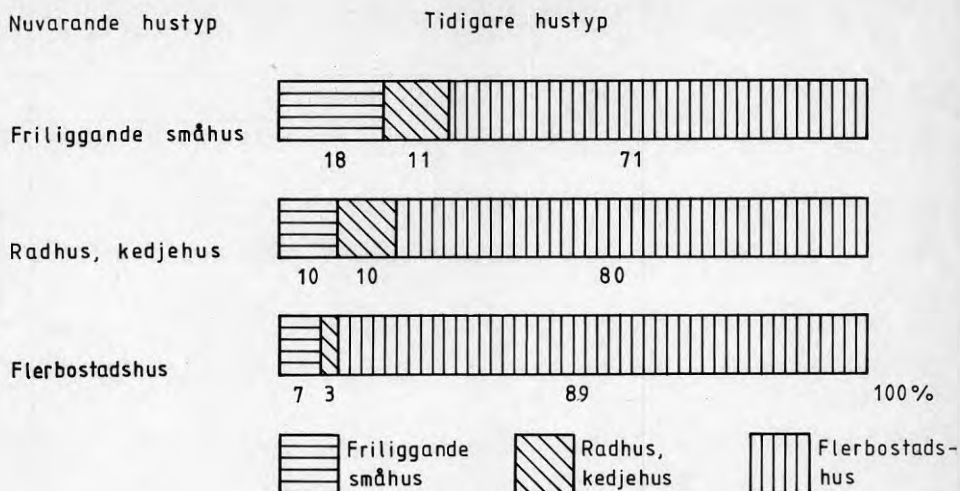 Nuvarande hustyp Tidigare hustyp
Friliggande småhus
18 11 71
Radhus, kedjehus
10 10 80
Flerbostadshus
7 3 89 100%
Friliggande småhus
Radhus, kedjehus
Flerbostads-
hus